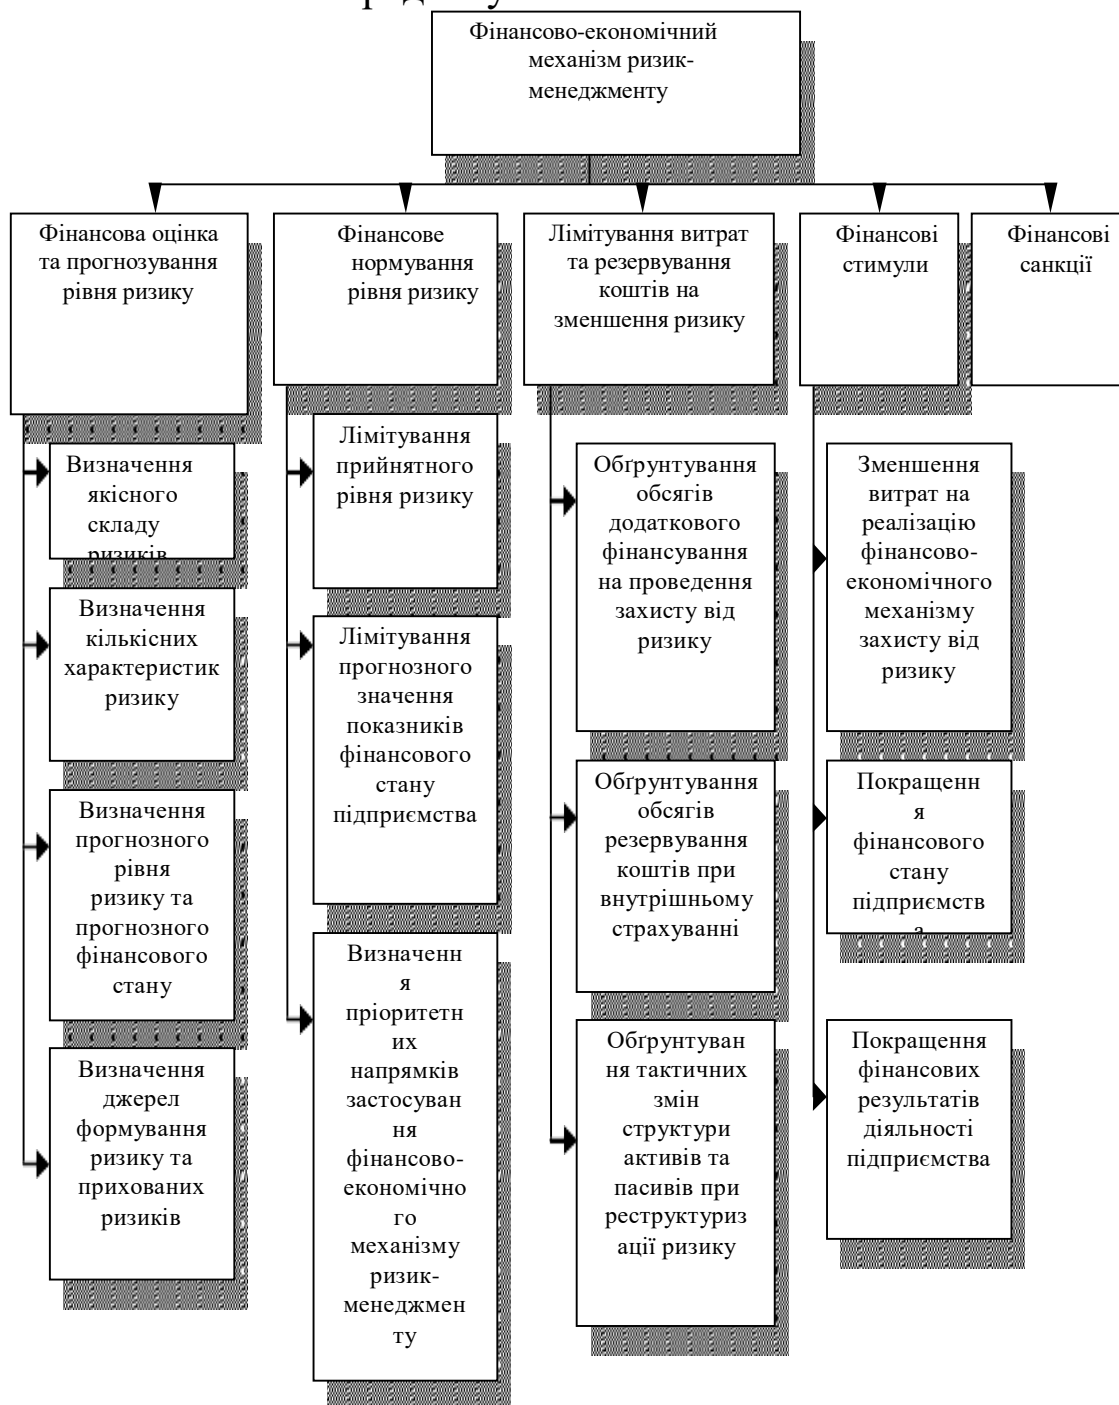 Фінансово-економічний
механізм ризик-
менеджменту
Фінансова оцінка
та прогнозування
рівня ризику
Фінансове
нормування
рівня ризику
Лімітування витрат
та резервування
коштів на
зменшення ризику
Фінансові
стимули
Фінансові
санкції
Визначення
якісного
складу
ризиків
Визначення
кількісних
характеристик
ризику
Визначення
прогнозного
рівня
ризику та
прогнозного
фінансового
стану
Визначення
джерел
формування
ризику та
прихованих
ризиків
Лімітування
прийнятного
рівня ризику
Лімітування
прогнозного
значення
показників
фінансового
стану
підприємства
Визначенн
я
пріоритетн
их
напрямків
застосуван
ня
фінансово-
економічно
го
механізму
ризик-
менеджмен
ту
Обґрунтування
обсягів
додаткового
фінансування
на проведення
захисту від
ризику
Обґрунтування
обсягів
резервування
коштів при
внутрішньому
страхуванні
Обґрунтуван
ня тактичних
змін
структури
активів та
пасивів при
реструктуриз
ації ризику
Зменшення
витрат на
реалізацію
фінансово-
економічного
механізму
захисту від
ризику
Покращенн
я
фінансового
стану
підприємств
а
Покращення
фінансових
результатів
діяльності
підприємства